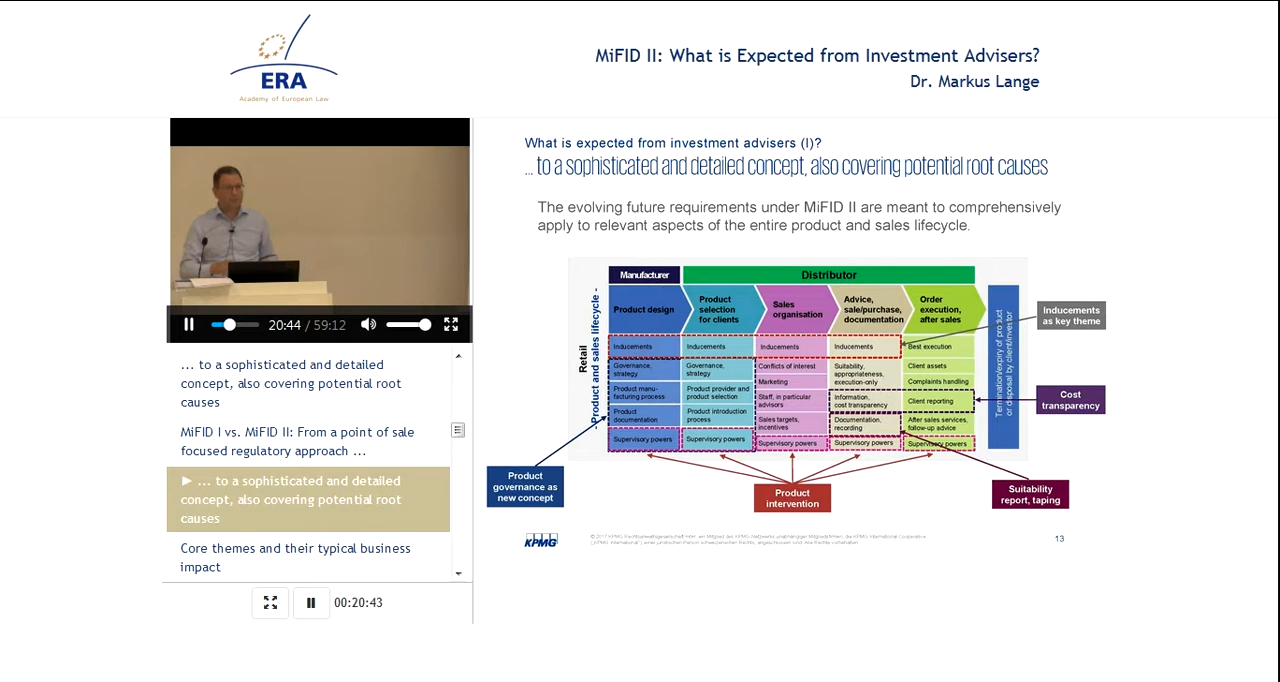 ERA
Academy of European Law
MiFID II: What is Expected from Investment Advisers?
Dr. Markus Lange
20:44 / 59:12
... to a sophisticated and detailed
concept, also covering potential root
causes
MiFID I vs. MiFID II: From a point of sale
focused regulatory approach ...
► ... to a sophisticated and detailed
concept, also covering potential root
causes
Core themes and their typical business
impact
00:20:43
What is expected from investment advisers (I)?
... to a sophisticated and detailed concept, also covering potential root causes
The evolving future requirements under MiFID II are meant to comprehensively
apply to relevant aspects of the entire product and sales lifecycle.
Retail
- Product and sales lifecycle -
Manufacturer
Distributor
Product design
Product
selection
for clients
Sales
organisation
Advice,
sale/purchase,
documentation
Order
execution,
after sales
Inducements
Governance,
strategy
Product manu-
facturing process
Product
documentation
Supervisory powers
Inducements
Governance,
strategy
Product provider and
product selection
Product introduction
process
Supervisory powers
Inducements
Conflicts of interest
Marketing
Staff, in particular
advisors
Sales targets,
incentives
Supervisory powers
Inducements
Suitability,
appropriateness,
execution-only
Information,
cost transparency
Documentation,
recording
Supervisory powers
Best execution
Client assets
Complaints handling
Client reporting
After sales services,
follow-up advice
Supervisory powers
Termination/expiry of product
or disposal by client/investor
Inducements
as key theme
Cost
transparency
Product
governance as
new concept
Product
intervention
Suitability
report, taping
KPMG
13